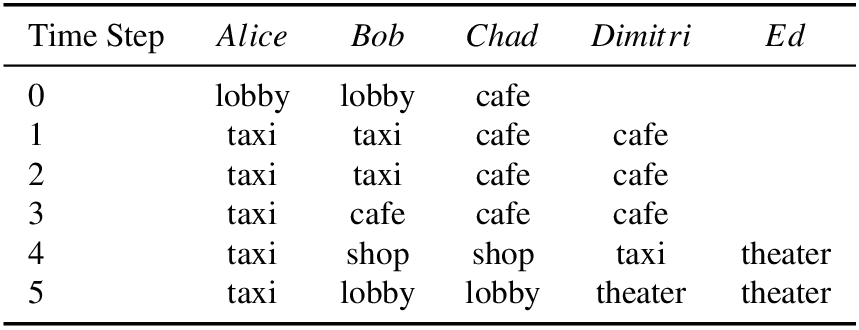 Time Step Alice Bob Chad Dimitri Ed
0 lobby lobby cafe
1 taxi taxi cafe cafe
2 taxi taxi cafe cafe
3 taxi cafe cafe cafe
4 taxi shop shop taxi theater
5 taxi lobby lobby theater theater